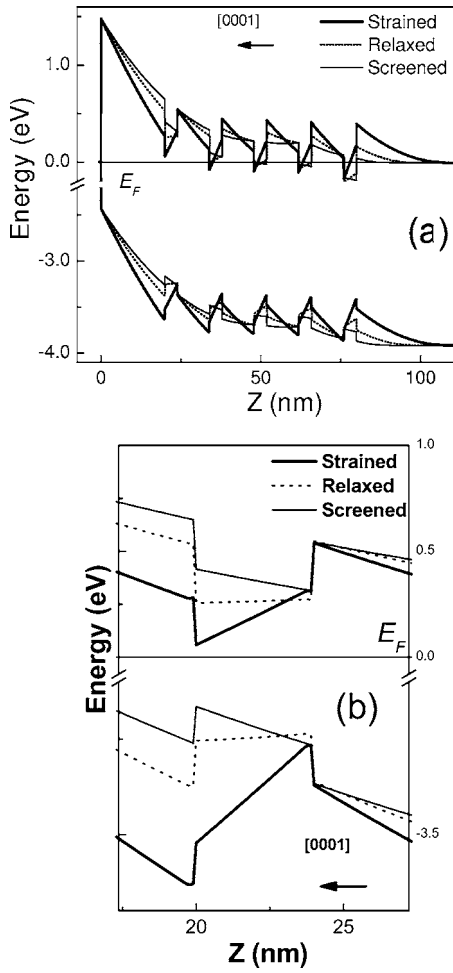 [0001]
Strained
Relaxed
Screened
1.0
0.0
E_F
-3.0
-4.0
Energy (eV)
(a)
0 50 100
Z (nm)
1.0
Strained
Relaxed
Screened
0.5
E_F
0.0
Energy (eV)
(b)
-3.5
[0001]
20 25
Z (nm)